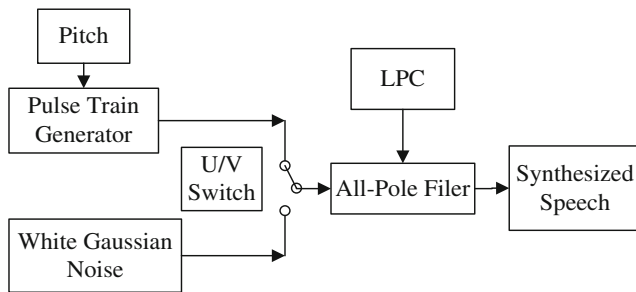 Pitch
Pulse Train
Generator
LPC
U/V
Switch
All-Pole Filer
Synthesized
Speech
White Gaussian
Noise